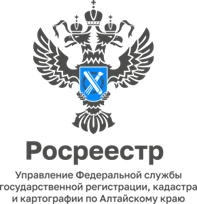 Росреестр
Управление Федеральной службы
государственной регистрации, кадастра
и картографии по Алтайскому краю